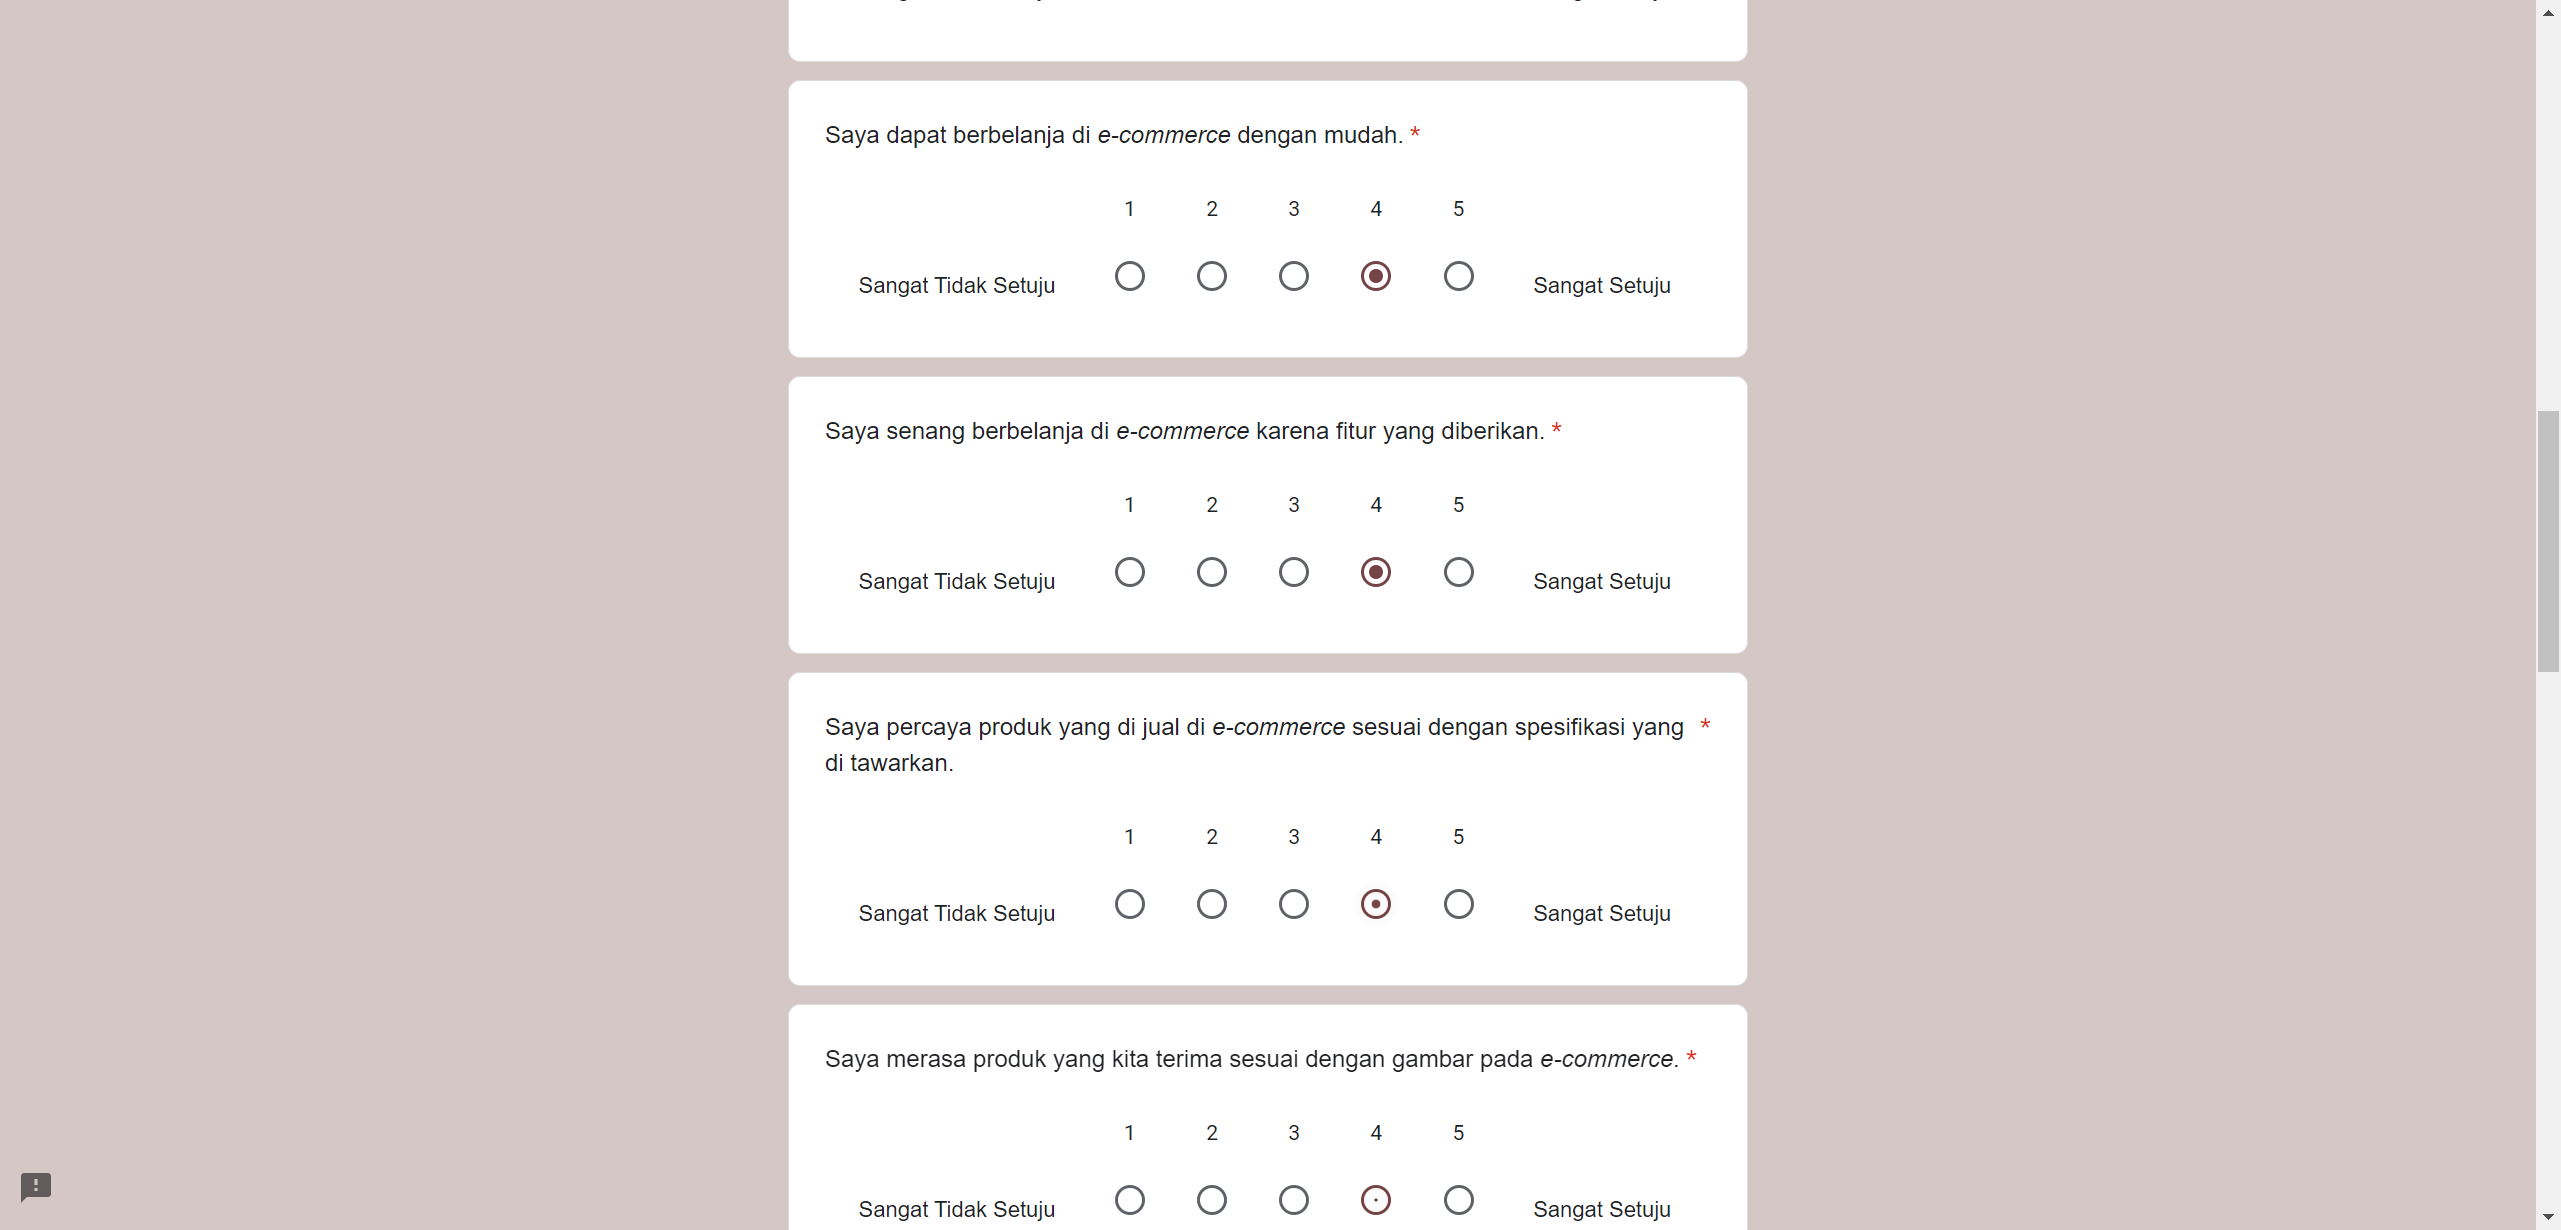 Saya dapat berbelanja di e-commerce dengan mudah. *
1 2 3 4 5
Sangat Tidak Setuju Sangat Setuju
Saya senang berbelanja di e-commerce karena fitur yang diberikan. *
1 2 3 4 5
Sangat Tidak Setuju Sangat Setuju
Saya percaya produk yang di jual di e-commerce sesuai dengan spesifikasi yang *
di tawarkan.
1 2 3 4 5
Sangat Tidak Setuju Sangat Setuju
Saya merasa produk yang kita terima sesuai dengan gambar pada e-commerce. *
1 2 3 4 5
Sangat Tidak Setuju Sangat Setuju